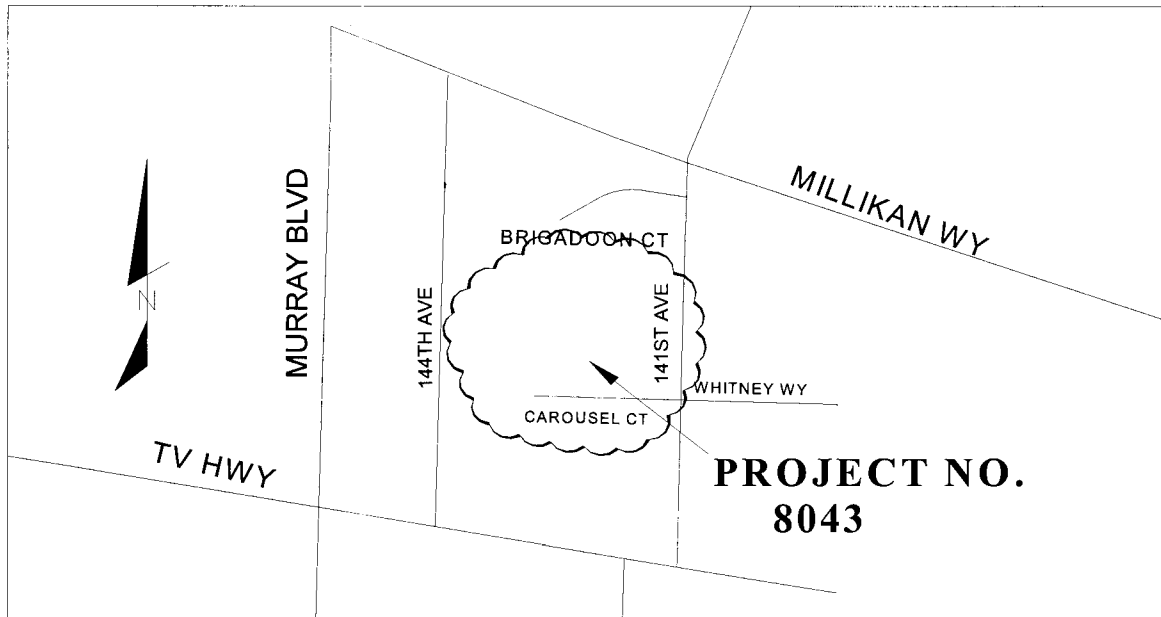 MILLIKAN WY
MURRAY BLVD
BRIGADOON CT
N
144TH AVE
141ST AVE
WHITNEY WY
CAROUSEL CT
TV HWY
PROJECT NO.
8043